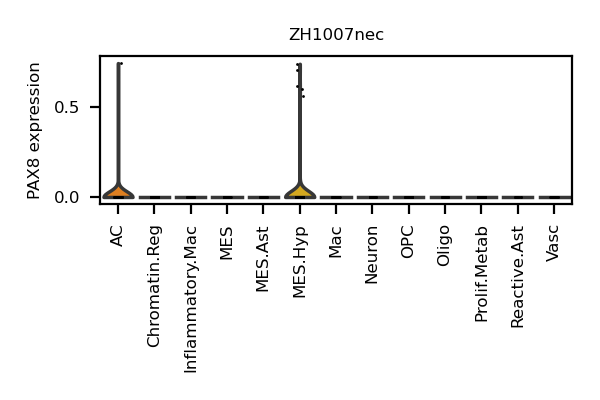 ZH1007nec
PAX8 expression
0.5
0.0
AC
Chromatin.Reg
Inflammatory.Mac
MES
MES.Ast
MES.Hyp
Mac
Neuron
OPC
Oligo
Prolif.Metab
Reactive.Ast
Vasc